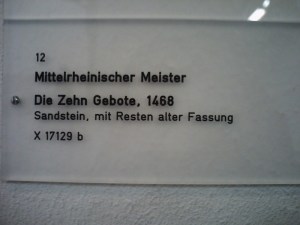 12
Mittelrheinischer Meister
Die Zehn Gebote, 1468
Sandstein, mit Resten alter Fassung
X 17129 b